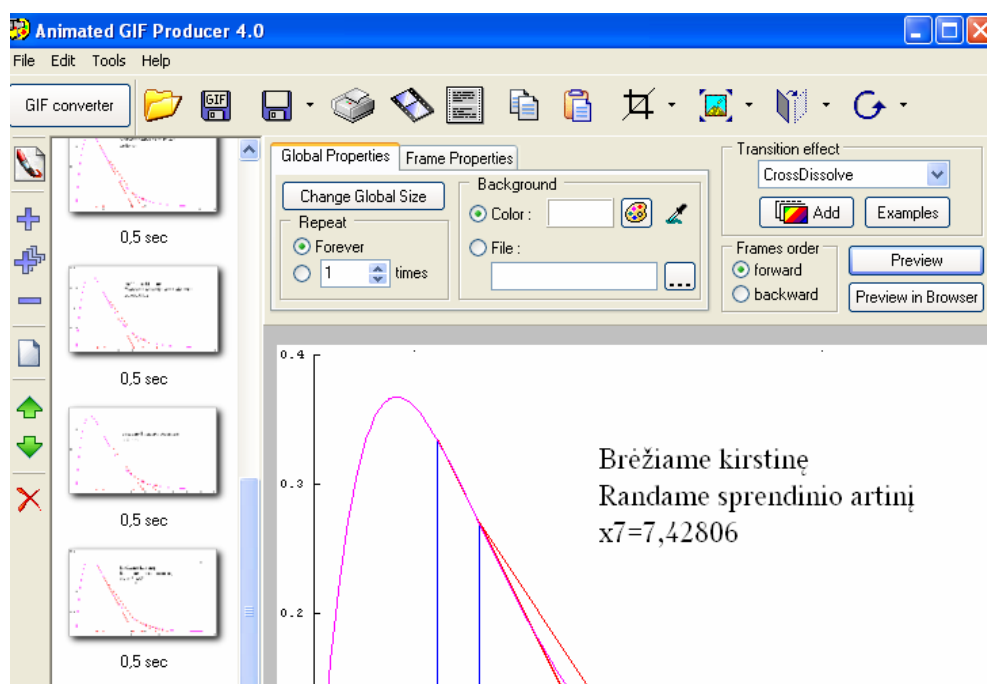 Animated GIF Producer 4.0
File Edit Tools Help
GIF converter
GIF
0,5 sec
0,5 sec
0,5 sec
0,5 sec
Global Properties Frame Properties
Change Global Size
Repeat
Forever
1 times
Background
Color :
File :
...
Transition effect
CrossDissolve
Add Examples
Frames order
forward
backward
Preview
Preview in Browser
0.4
0.3
0.2
Brėžiame kirstinę
Randame sprendinio artinį
x7=7,42806